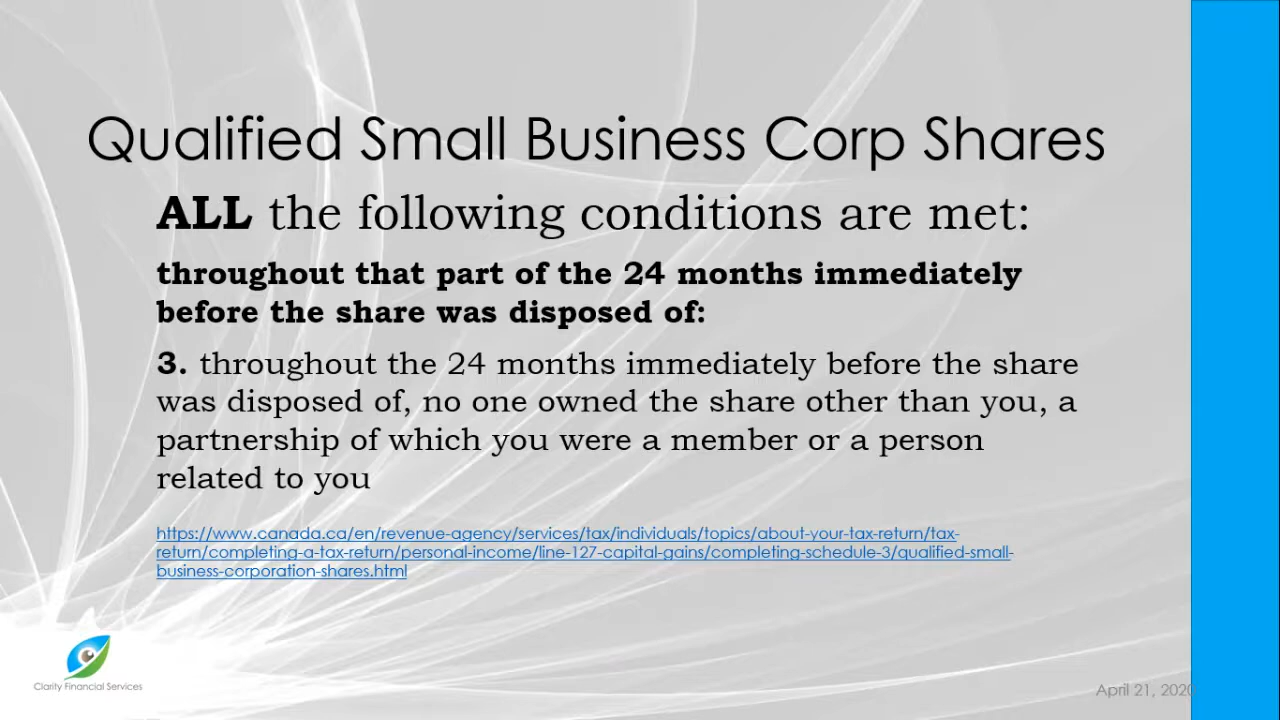 Qualified Small Business Corp Shares
ALL the following conditions are met:
throughout that part of the 24 months immediately
before the share was disposed of:
3. throughout the 24 months immediately before the share
was disposed of, no one owned the share other than you, a
partnership of which you were a member or a person
related to you
https://www.canada.ca/en/revenue-agency/services/tax/individuals/topics/about-your-tax-return/tax-
return/completing-a-tax-return/personal-income/line-127-capital-gains/completing-schedule-3/qualified-small-
business-corporation-shares.html
Clarity Financial Services
April 21, 2020